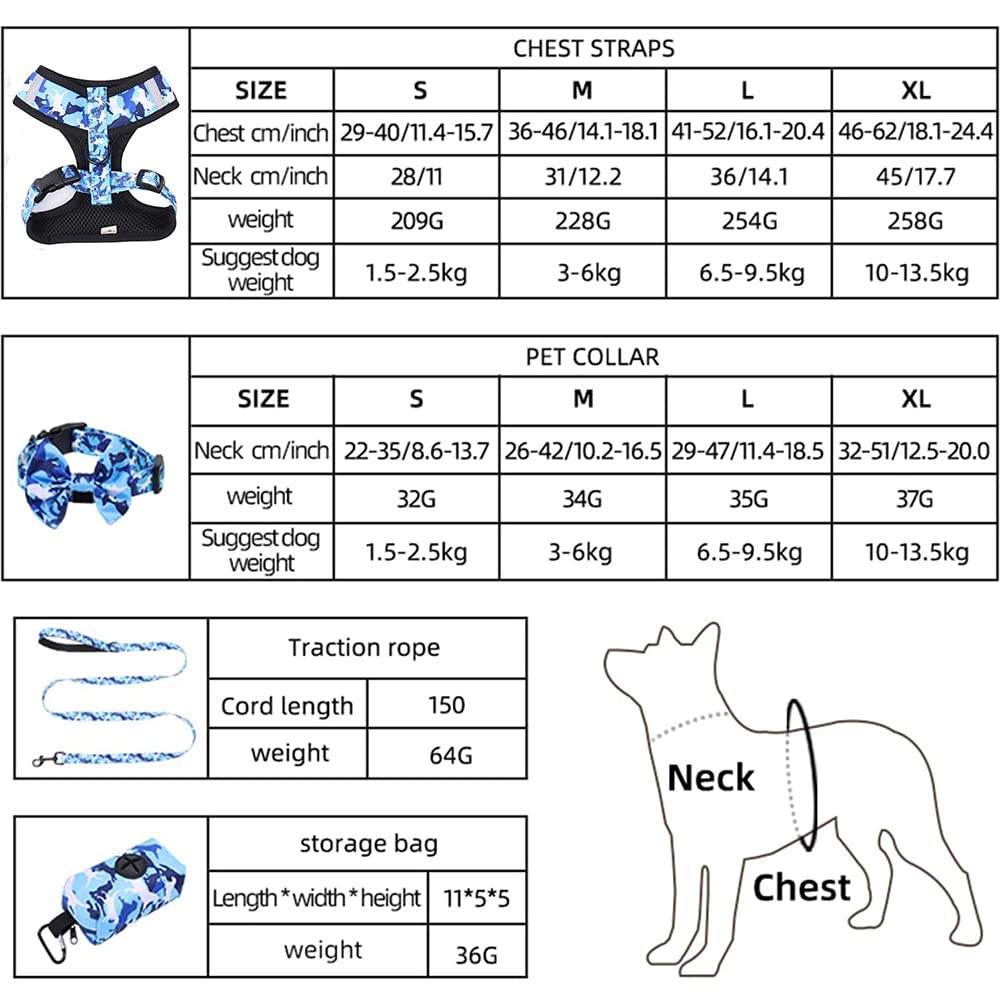 CHEST STRAPS
SIZE S M L XL
Chest cm/inch 29-40/11.4-15.7 36-46/14.1-18.1 41-52/16.1-20.4 46-62/18.1-24.4
Neck cm/inch 28/11 31/12.2 36/14.1 45/17.7
weight 209G 228G 254G 258G
Suggest dog
weight 1.5-2.5kg 3-6kg 6.5-9.5kg 10-13.5kg
PET COLLAR
SIZE S M L XL
Neck cm/inch 22-35/8.6-13.7 26-42/10.2-16.5 29-47/11.4-18.5 32-51/12.5-20.0
weight 32G 34G 35G 37G
Suggest dog
weight 1.5-2.5kg 3-6kg 6.5-9.5kg 10-13.5kg
Traction rope
Cord length 150
weight 64G
storage bag
Length*width*height 11*5*5
weight 36G
Neck
Chest